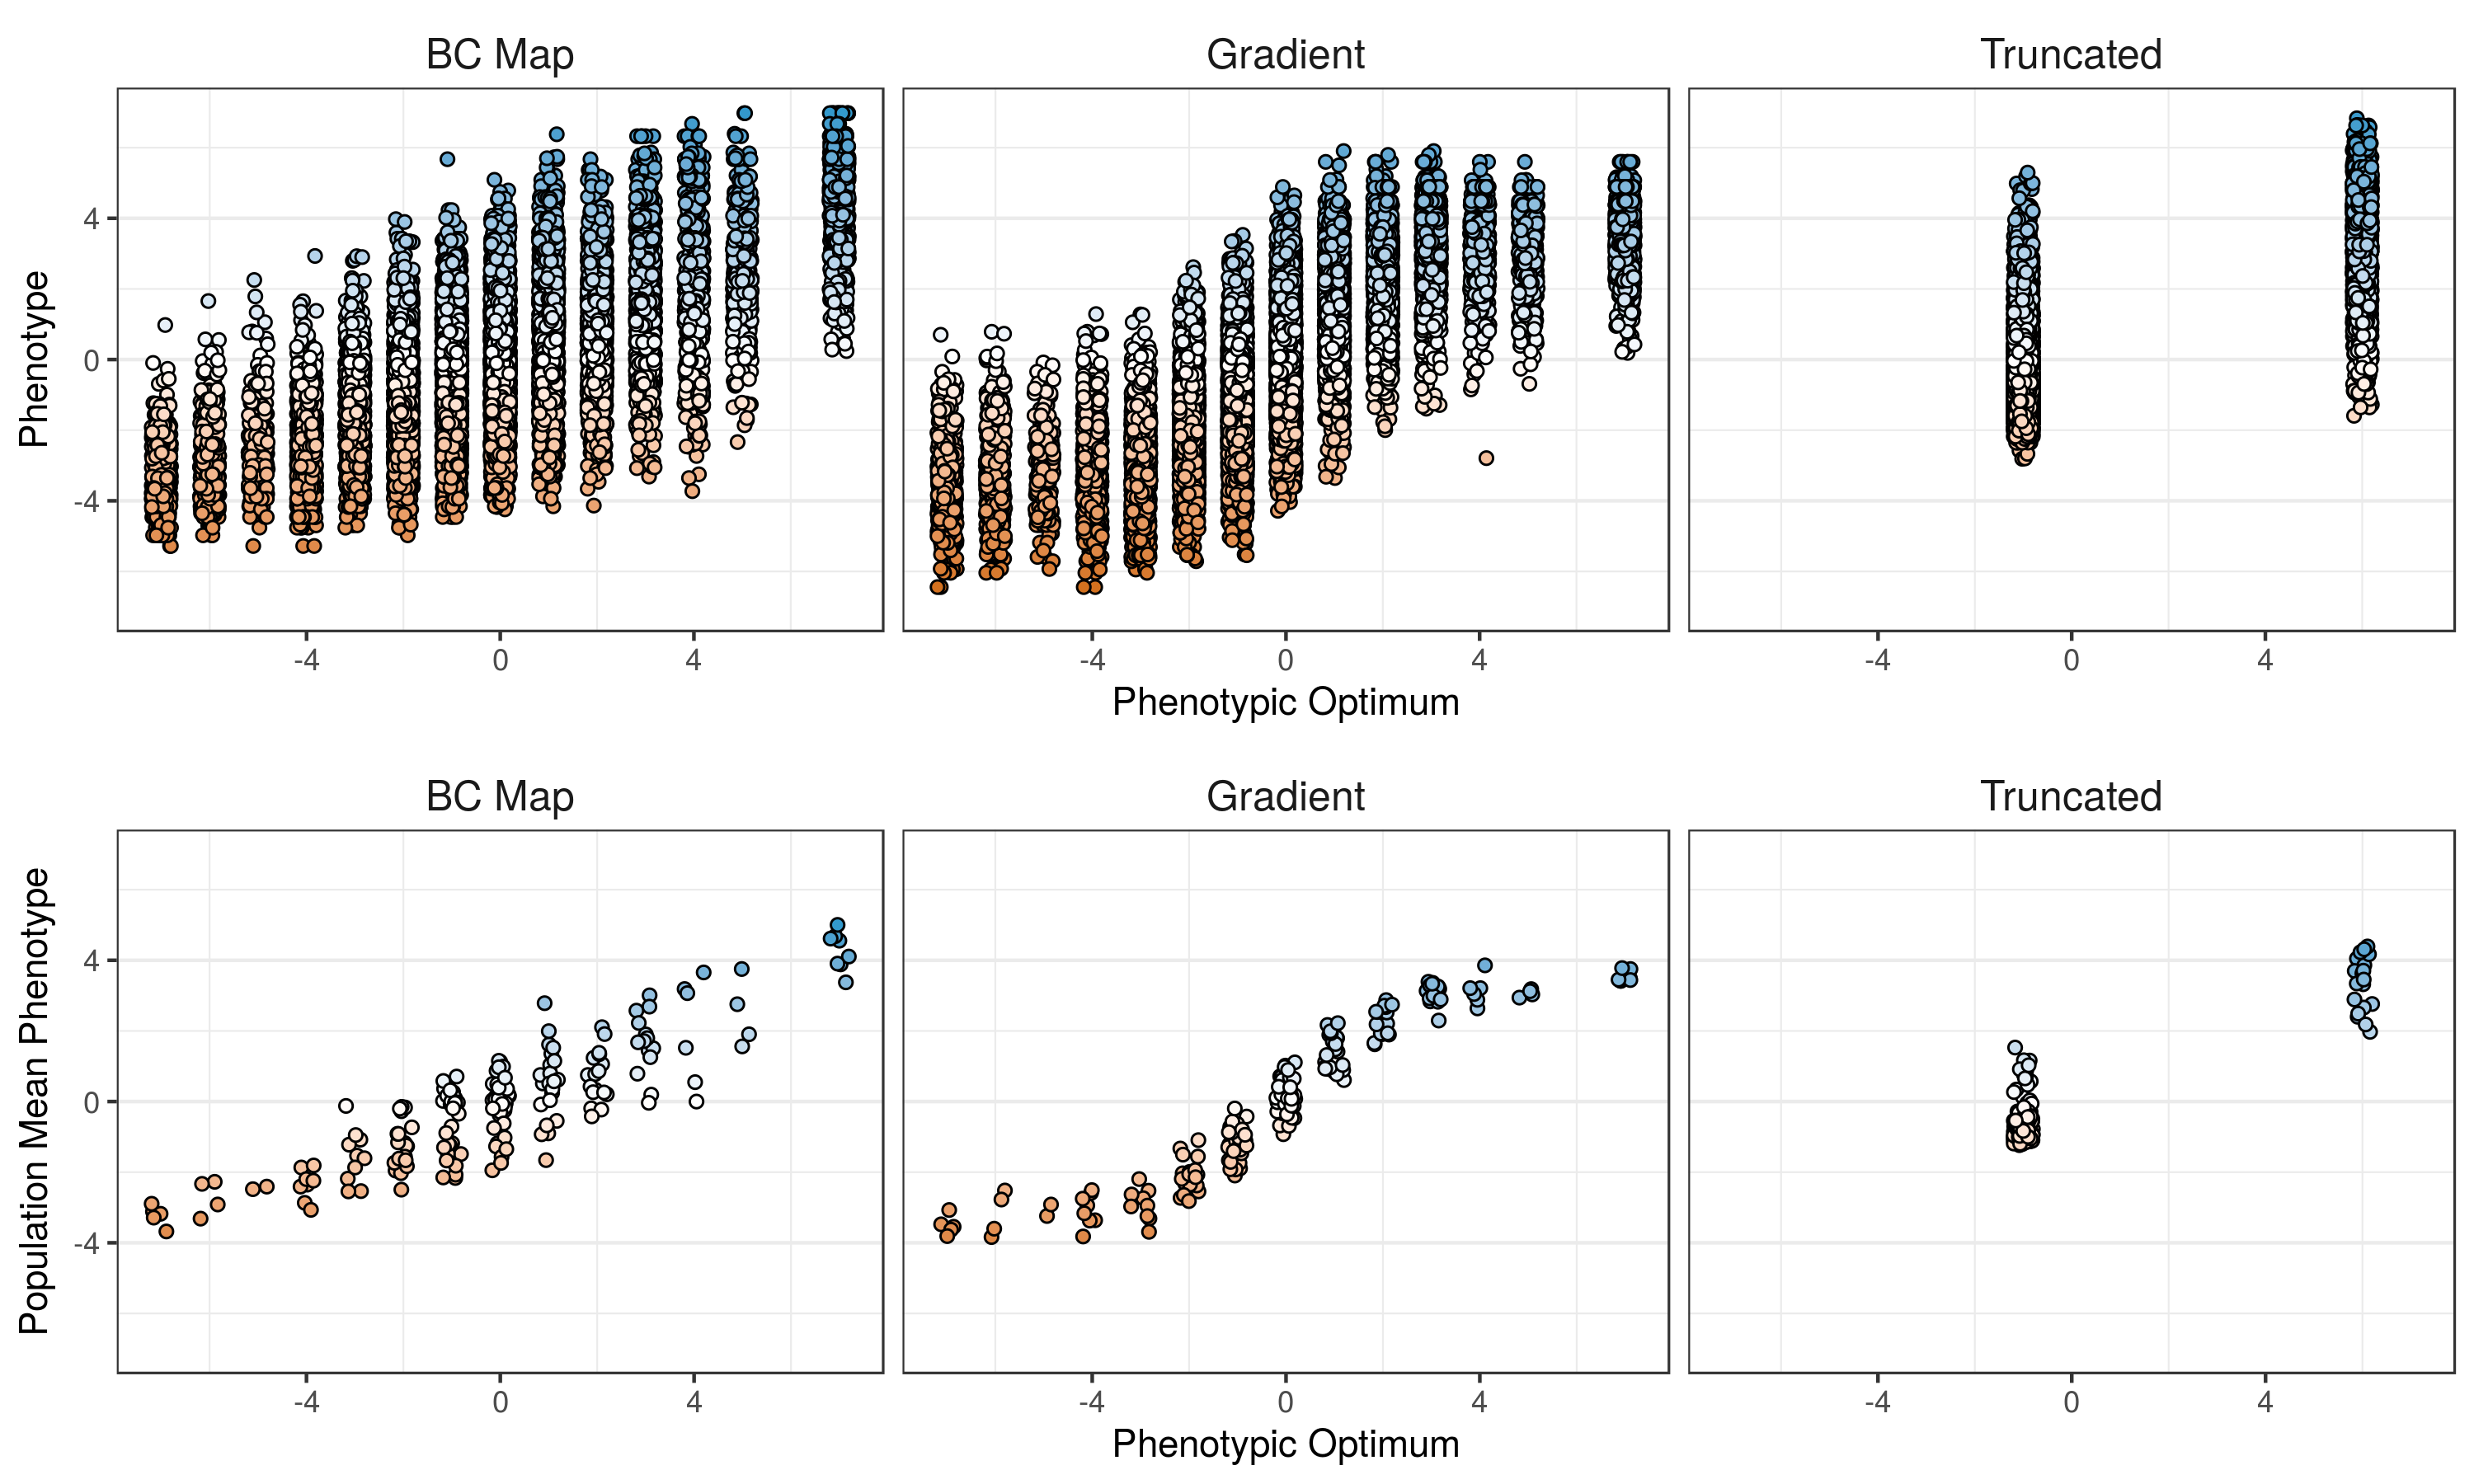 BC Map Gradient Truncated
Phenotype
4
0
-4
-4 0 4 -4 0 4 -4 0 4
Phenotypic Optimum
BC Map Gradient Truncated
Population Mean Phenotype
4
0
-4
-4 0 4 -4 0 4 -4 0 4
Phenotypic Optimum